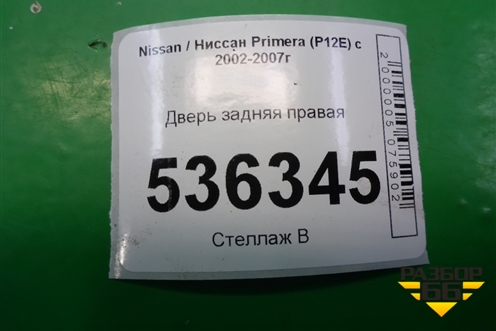 Nissan / Ниссан Primera (P12E) с
2002-2007г
Дверь задняя правая
536345
Стеллаж В
2000005075902
РАЗБОР
66